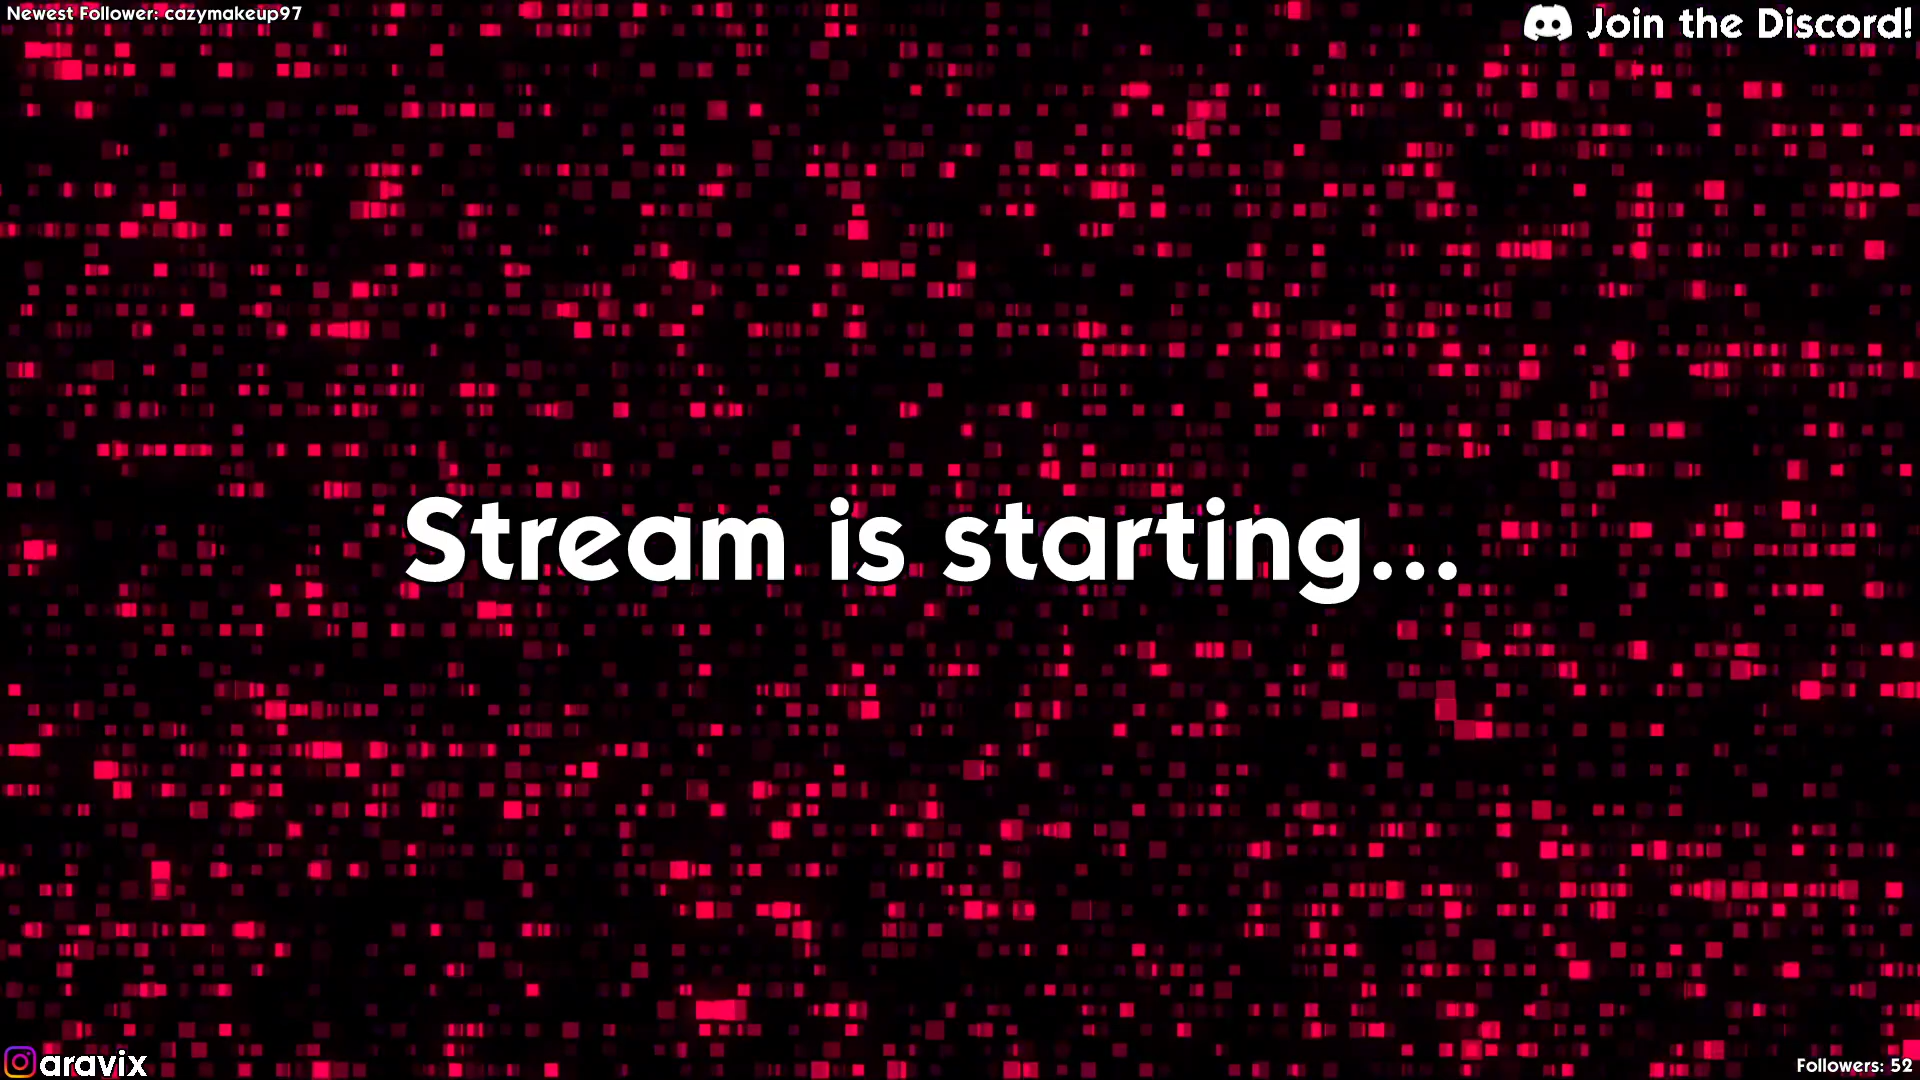 Newest Follower: cazymakeup97
Join the Discord!
Stream is starting...
aravix
Followers: 52